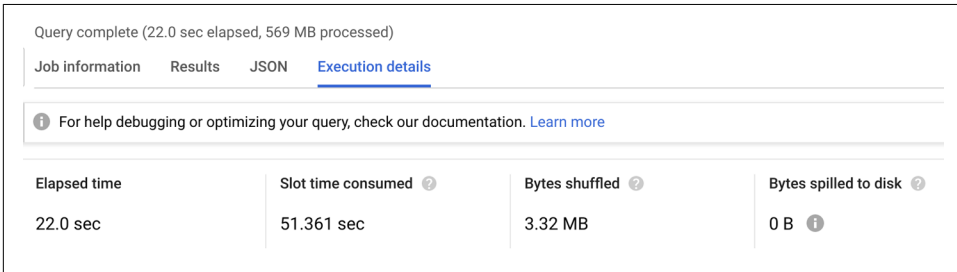 Query complete (22.0 sec elapsed, 569 MB processed)
Job information Results JSON Execution details
For help debugging or optimizing your query, check our documentation. Learn more
Elapsed time Slot time consumed Bytes shuffled Bytes spilled to disk
22.0 sec 51.361 sec 3.32 MB 0 B